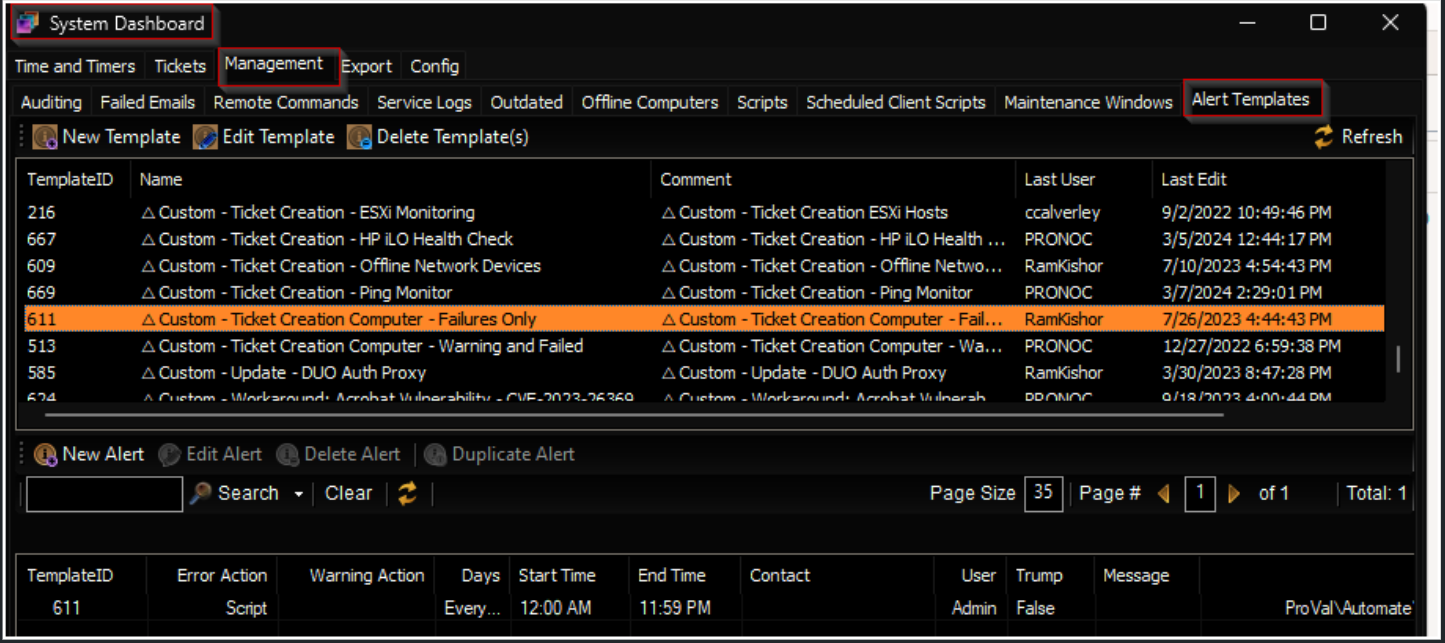 System Dashboard
Time and Timers Tickets Management Export Config
Auditing Failed Emails Remote Commands Service Logs Outdated Offline Computers Scripts Scheduled Client Scripts Maintenance Windows Alert Templates
New Template Edit Template Delete Template(s) Refresh
TemplateID Name Comment Last User Last Edit
216 △ Custom - Ticket Creation - ESXi Monitoring △ Custom - Ticket Creation ESXi Hosts ccalverley 9/2/2022 10:49:46 PM
667 △ Custom - Ticket Creation - HP iLO Health Check △ Custom - Ticket Creation - HP iLO Health ... PRONOC 3/5/2024 12:44:17 PM
609 △ Custom - Ticket Creation - Offline Network Devices △ Custom - Ticket Creation - Offline Netwo... RamKishor 7/10/2023 4:54:43 PM
669 △ Custom - Ticket Creation - Ping Monitor △ Custom - Ticket Creation - Ping Monitor PRONOC 3/7/2024 2:29:01 PM
611 △ Custom - Ticket Creation Computer - Failures Only △ Custom - Ticket Creation Computer - Fail... RamKishor 7/26/2023 4:44:43 PM
513 △ Custom - Ticket Creation Computer - Warning and Failed △ Custom - Ticket Creation Computer - Wa... PRONOC 12/27/2022 6:59:38 PM
585 △ Custom - Update - DUO Auth Proxy △ Custom - Update - DUO Auth Proxy RamKishor 3/30/2023 8:47:28 PM
624 △ Custom - Workaround: Acrobat Vulnerability - CVE-2023-26369 △ Custom - Workaround: Acrobat Vulnerab... PRONOC 9/18/2023 4:00:44 PM
New Alert Edit Alert Delete Alert Duplicate Alert
Search Clear Page Size 35 Page # 1 of 1 Total: 1
TemplateID Error Action Warning Action Days Start Time End Time Contact User Trump Message
611 Script Every... 12:00 AM 11:59 PM Admin False ProVal\Automate\